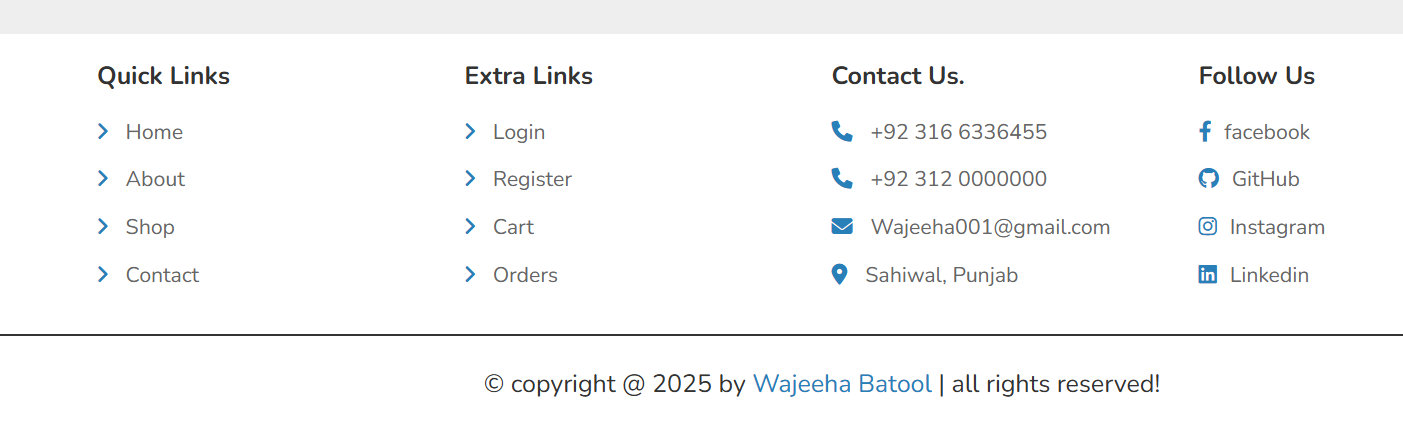 Quick Links
Home
About
Shop
Contact
Extra Links
Login
Register
Cart
Orders
Contact Us.
+92 316 6336455
+92 312 0000000
Wajeeha001@gmail.com
Sahiwal, Punjab
Follow Us
facebook
GitHub
Instagram
Linkedin
© copyright @ 2025 by Wajeeha Batool | all rights reserved!